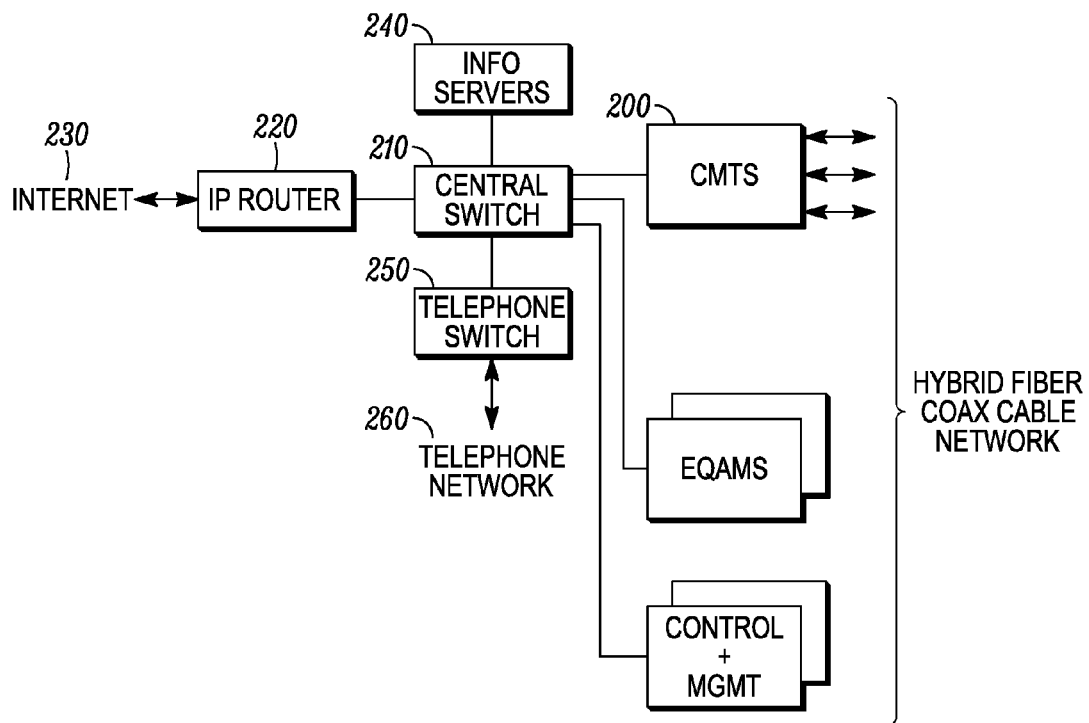 240
INFO
SERVERS
230
220
210
200
INTERNET
IP ROUTER
CENTRAL
SWITCH
CMTS
250
TELEPHONE
SWITCH
260
TELEPHONE
NETWORK
EQAMS
HYBRID FIBER
COAX CABLE
NETWORK
CONTROL
+
MGMT